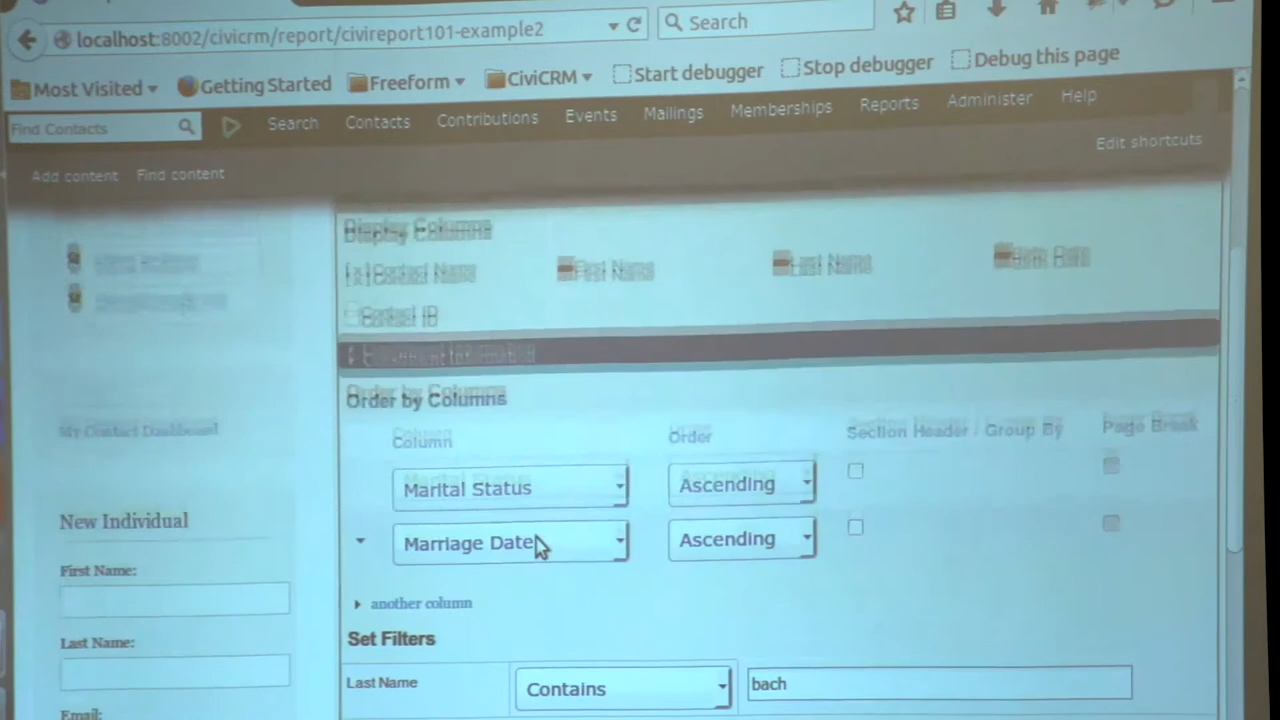 localhost:8002/civicrm/report/civireport101-example2
Search
Most Visited
Getting Started
Freeform
CiviCRM
Start debugger
Stop debugger
Debug this page
Find Contacts
Search
Contacts
Contributions
Events
Mailings
Memberships
Reports
Administer
Help
Edit shortcuts
Add content
Find content
Display Columns
[x] Contact Name
First Name
Last Name
Contact ID
Order by Columns
Column
Order
Section Header / Group By
Page Break
Marital Status
Ascending
Marriage Date
Ascending
another column
My Contact Dashboard
New Individual
First Name:
Last Name:
Email:
Set Filters
Last Name
Contains
bach